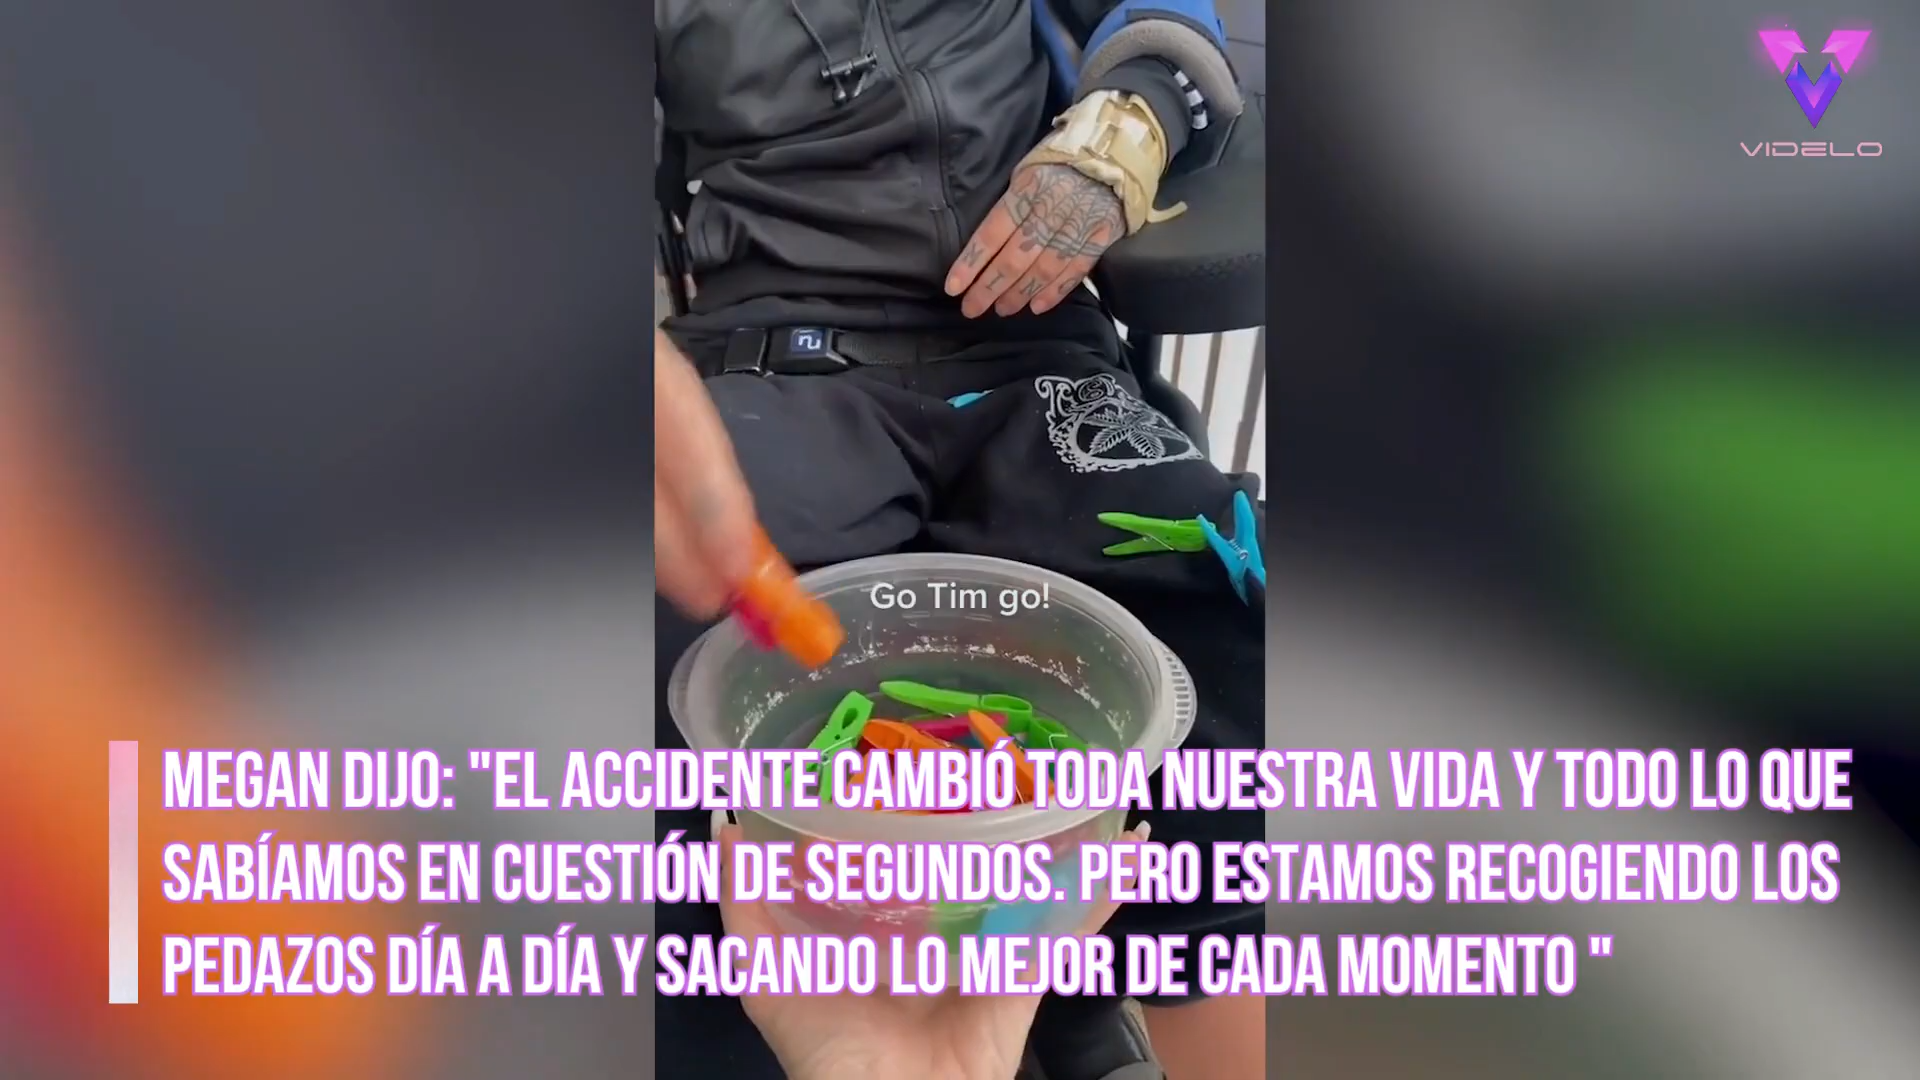 VIDELO
NING
Go Tim go!
MEGAN DIJO: "EL ACCIDENTE CAMBIÓ TODA NUESTRA VIDA Y TODO LO QUE
SABÍAMOS EN CUESTIÓN DE SEGUNDOS. PERO ESTAMOS RECOGIENDO LOS
PEDAZOS DÍA A DÍA Y SACANDO LO MEJOR DE CADA MOMENTO "